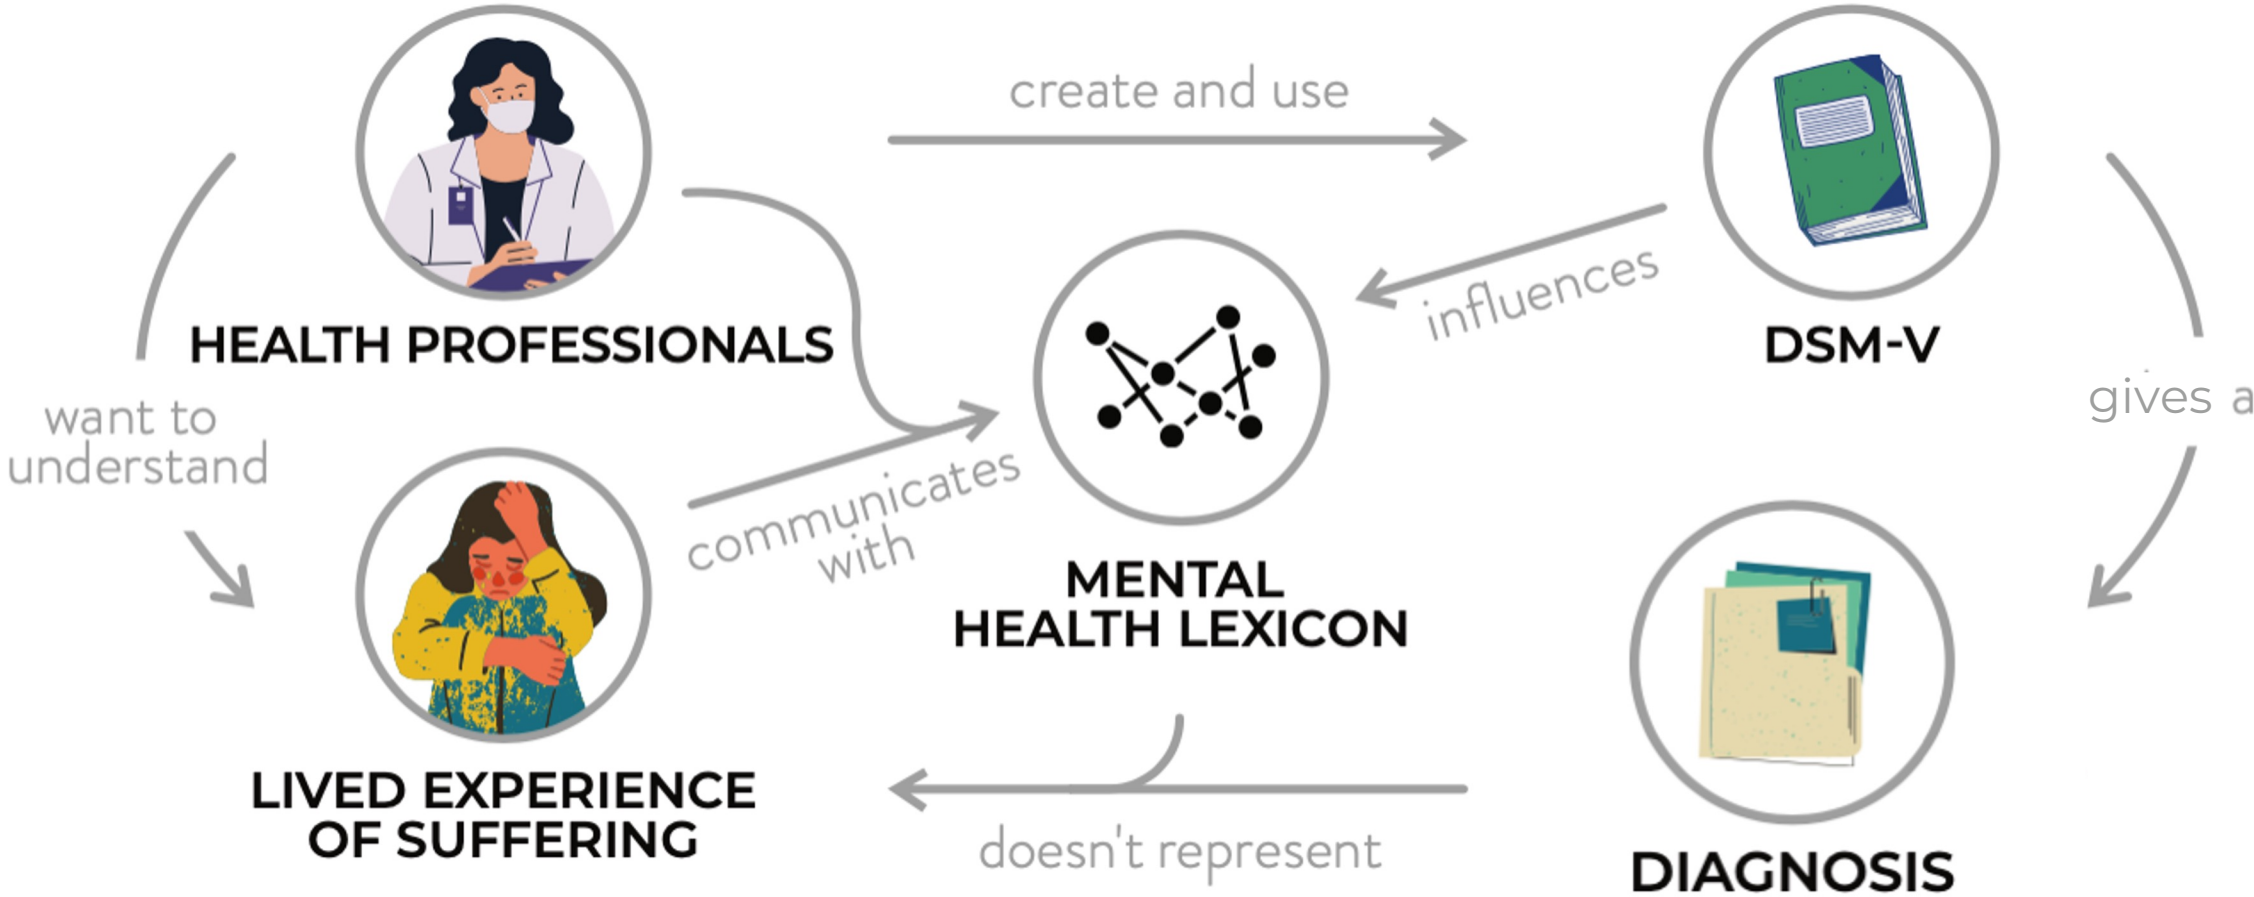 create and use
influences
HEALTH PROFESSIONALS
DSM-V
want to
understand
gives a
communicates
with
MENTAL
HEALTH LEXICON
LIVED EXPERIENCE
OF SUFFERING
doesn't represent
DIAGNOSIS